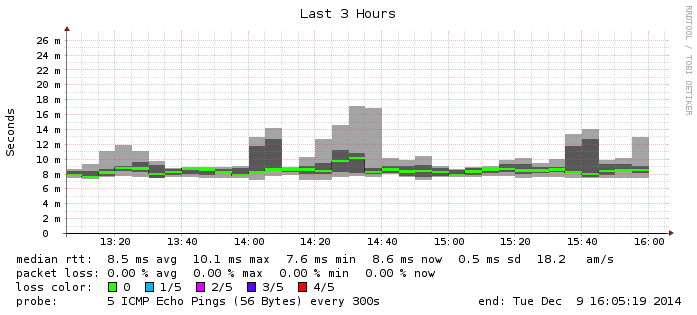 Last 3 Hours
RRDTOOL / TOBI OETIKER
Seconds
26 m
24 m
22 m
20 m
18 m
16 m
14 m
12 m
10 m
8 m
6 m
4 m
2 m
0
13:20 13:40 14:00 14:20 14:40 15:00 15:20 15:40 16:00
median rtt: 8.5 ms avg 10.1 ms max 7.6 ms min 8.6 ms now 0.5 ms sd 18.2 am/s
packet loss: 0.00 % avg 0.00 % max 0.00 % min 0.00 % now
loss color: 0 1/5 2/5 3/5 4/5
probe: 5 ICMP Echo Pings (56 Bytes) every 300s end: Tue Dec 9 16:05:19 2014